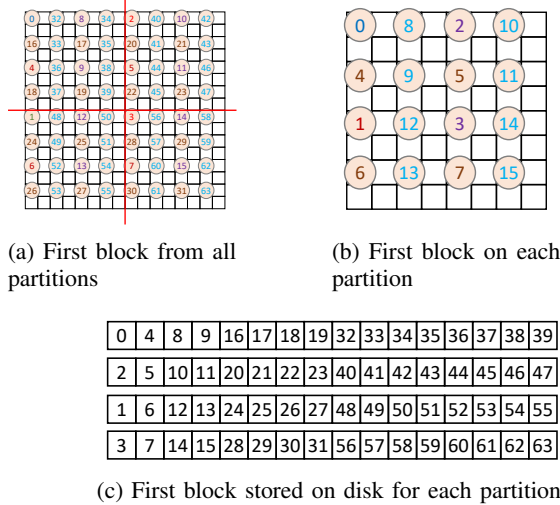 0 32 8 34 2 40 10 42
16 33 17 35 20 41 21 43
4 36 9 38 5 44 11 46
18 37 19 39 22 45 23 47
1 48 12 50 3 56 14 58
24 49 25 51 28 57 29 59
6 52 13 54 7 60 15 62
26 53 27 55 30 61 31 63
(a) First block from all
partitions
0 8 2 10
4 9 5 11
1 12 3 14
6 13 7 15
(b) First block on each
partition
0 4 8 9 16 17 18 19 32 33 34 35 36 37 38 39
2 5 10 11 20 21 22 23 40 41 42 43 44 45 46 47
1 6 12 13 24 25 26 27 48 49 50 51 52 53 54 55
3 7 14 15 28 29 30 31 56 57 58 59 60 61 62 63
(c) First block stored on disk for each partition